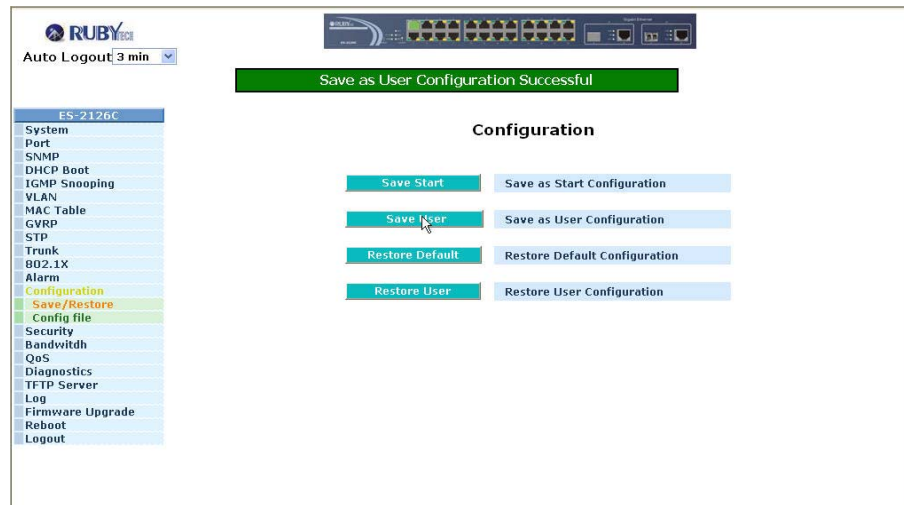 RUBYTECH
Auto Logout 3 min
Save as User Configuration Successful
ES-2126C
System
Port
SNMP
DHCP Boot
IGMP Snooping
VLAN
MAC Table
GVRP
STP
Trunk
802.1X
Alarm
Configuration
Save/Restore
Config file
Security
Bandwitdh
QoS
Diagnostics
TFTP Server
Log
Firmware Upgrade
Reboot
Logout
Configuration
Save Start Save as Start Configuration
Save User Save as User Configuration
Restore Default Restore Default Configuration
Restore User Restore User Configuration